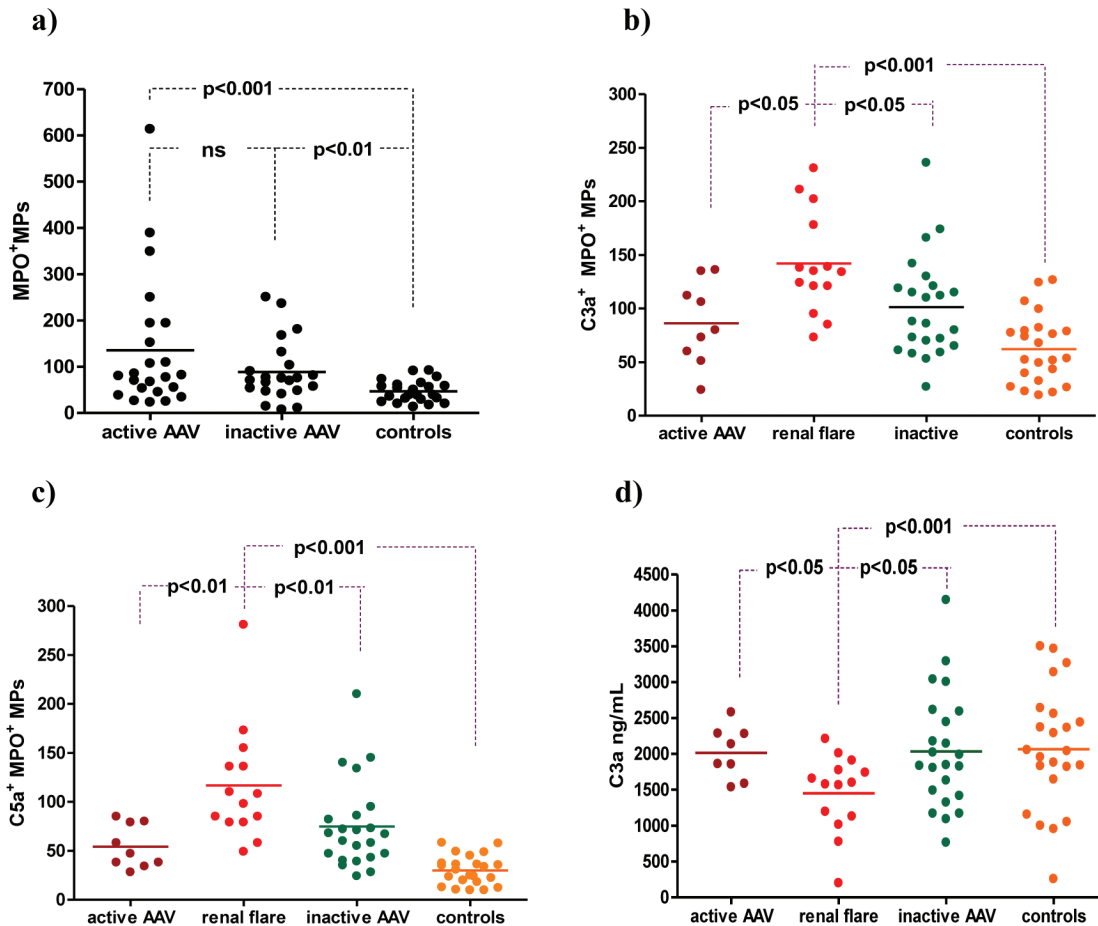 a)
p<0.001
ns
p<0.01
MPO+MPs
700
600
500
400
300
200
100
0
active AAV inactive AAV controls
b)
p<0.001
p<0.05 p<0.05
C3a+ MPO+ MPs
300
250
200
150
100
50
0
active AAV renal flare inactive controls
c)
p<0.001
p<0.01 p<0.01
C5a+ MPO+ MPs
300
250
200
150
100
50
0
active AAV renal flare inactive AAV controls
d)
p<0.001
p<0.05 p<0.05
C3a ng/mL
4500
4000
3500
3000
2500
2000
1500
1000
500
0
active AAV renal flare inactive AAV controls